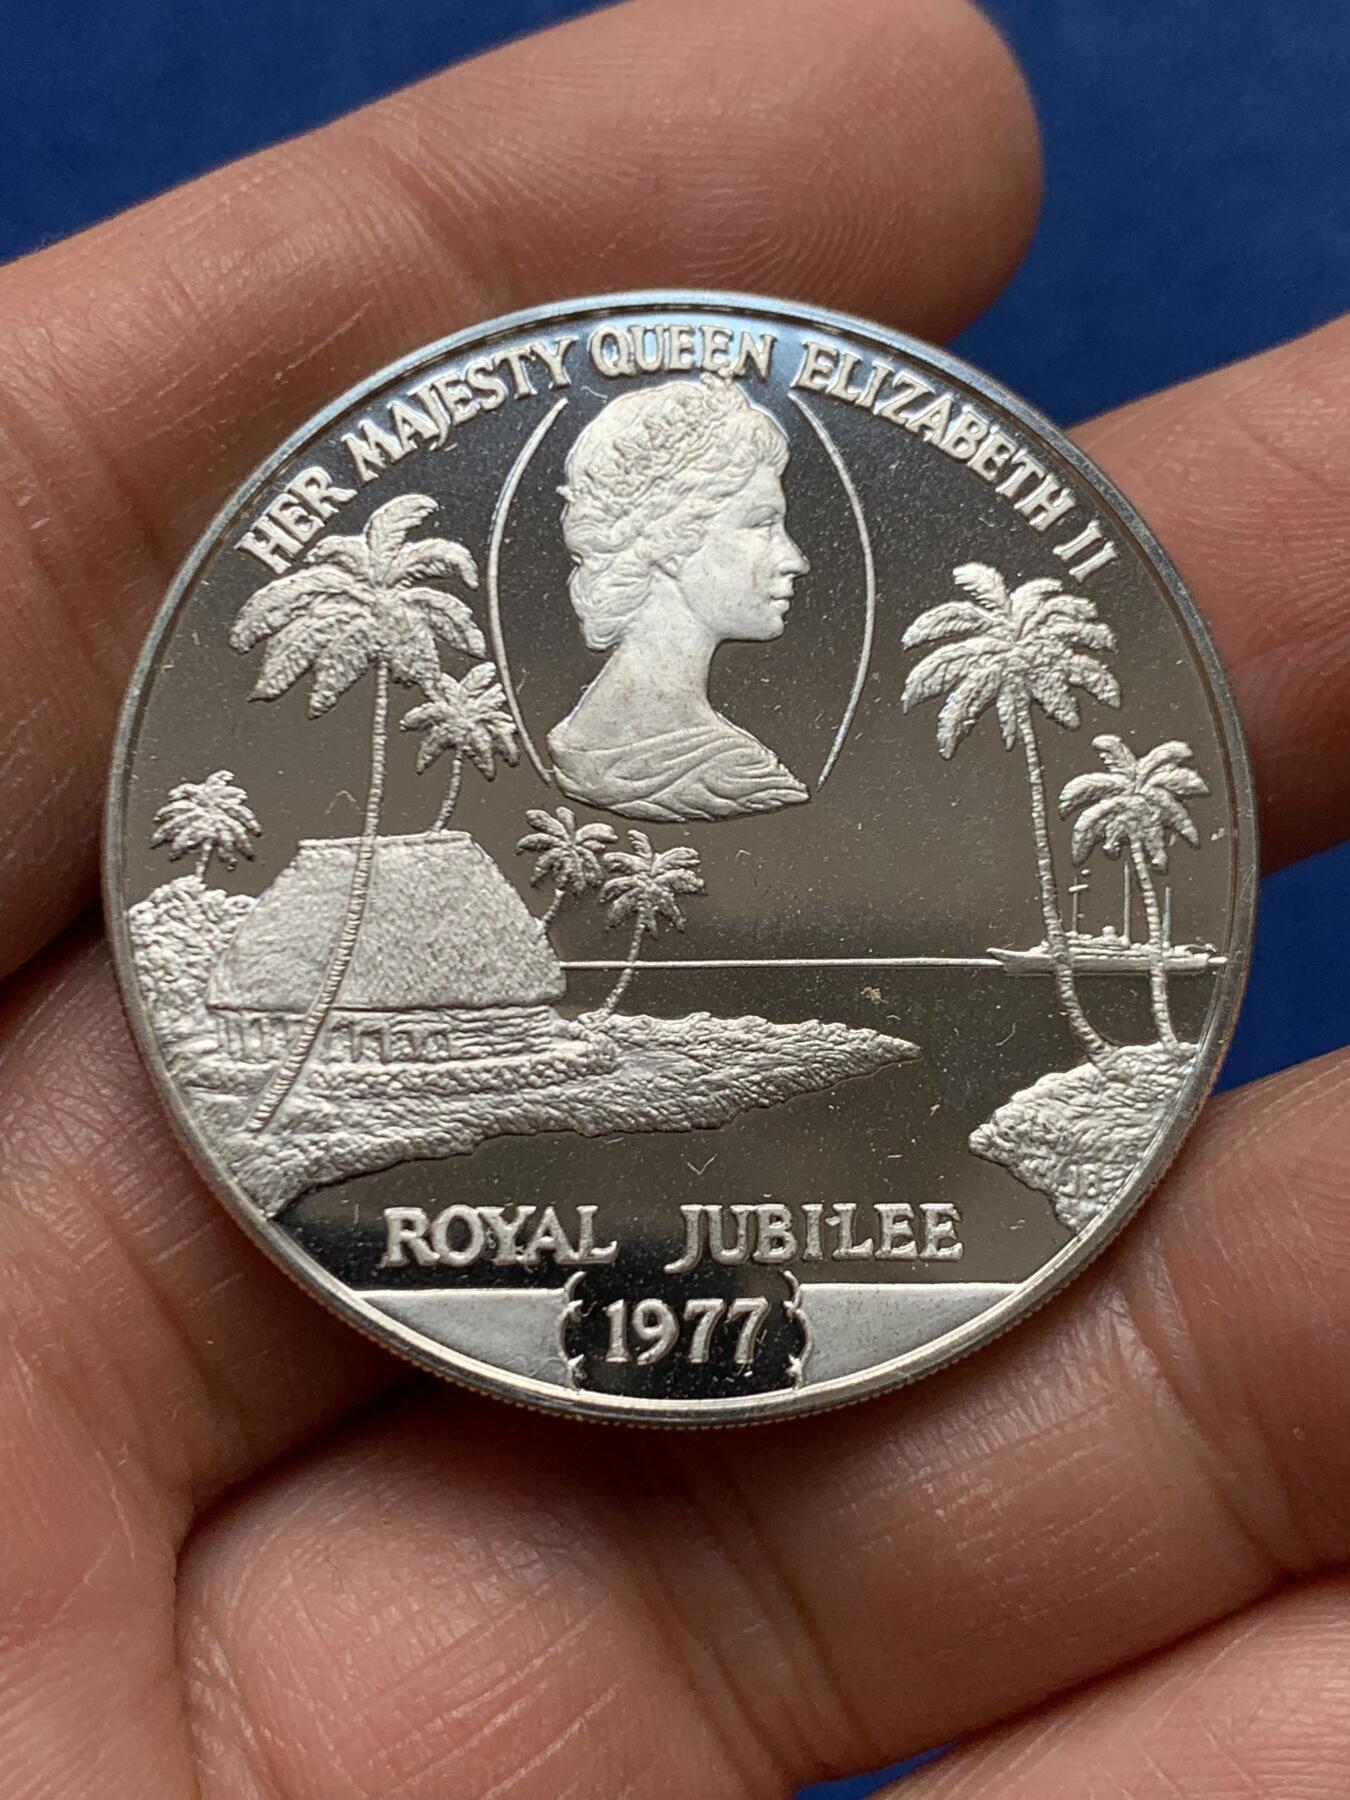 HER MAJESTY QUEEN ELIZABETH II
ROYAL JUBILEE
1977